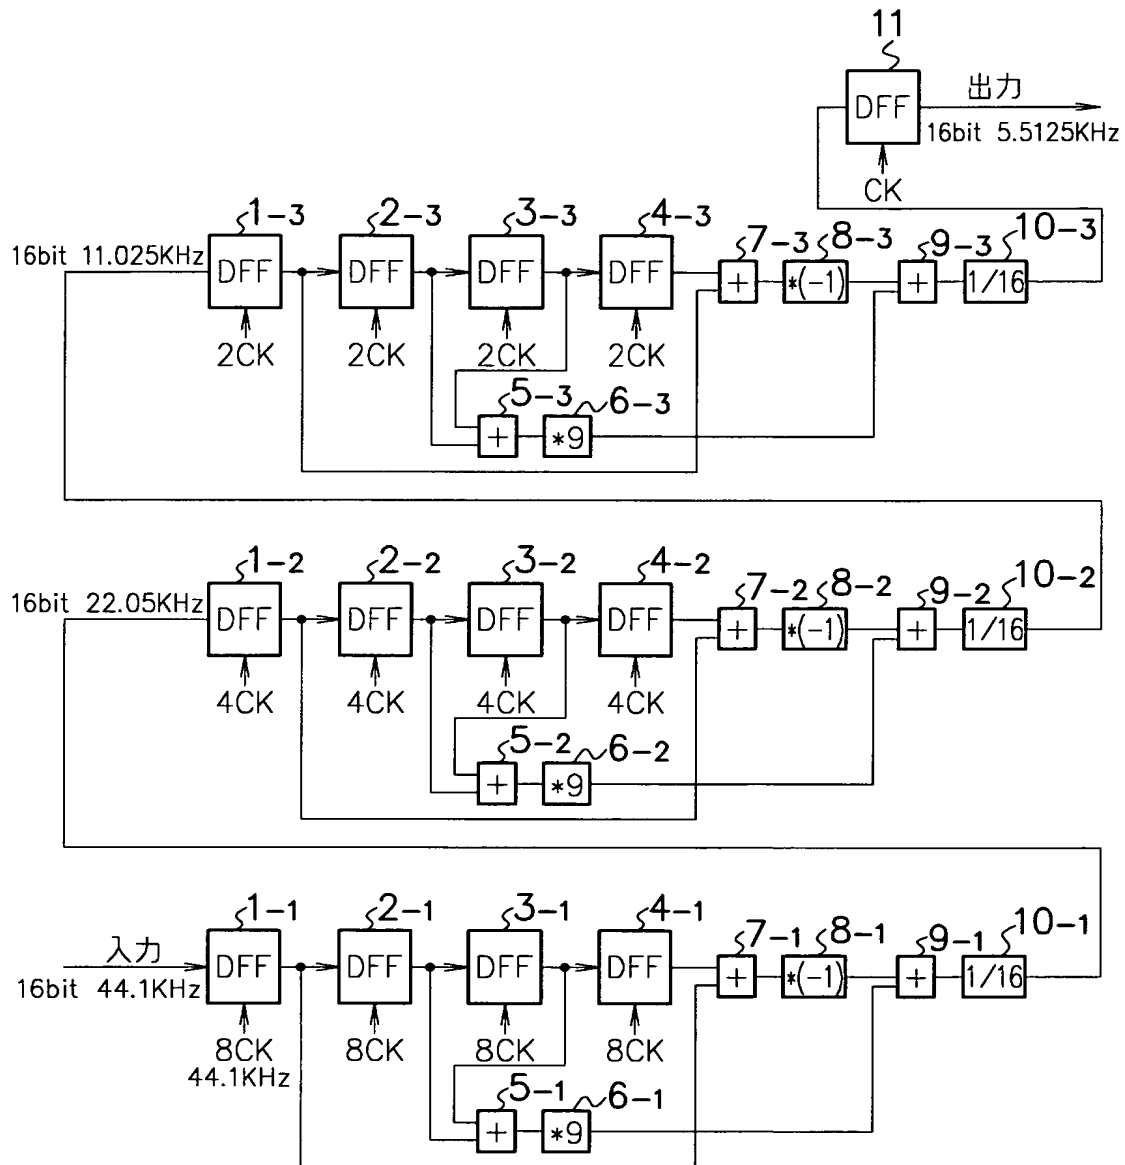 11
DFF
出力
16bit 5.5125KHz
CK
1-3
2-3
3-3
4-3
7-3
8-3
9-3
10-3
16bit 11.025KHz
DFF
DFF
DFF
DFF
+
*(-1)
+
1/16
2CK
2CK
2CK
2CK
5-3
6-3
+
*9
1-2
2-2
3-2
4-2
7-2
8-2
9-2
10-2
16bit 22.05KHz
DFF
DFF
DFF
DFF
+
*(-1)
+
1/16
4CK
4CK
4CK
4CK
5-2
6-2
+
*9
1-1
2-1
3-1
4-1
7-1
8-1
9-1
10-1
入力
16bit 44.1KHz
DFF
DFF
DFF
DFF
+
*(-1)
+
1/16
8CK
44.1KHz
8CK
8CK
8CK
5-1
6-1
+
*9